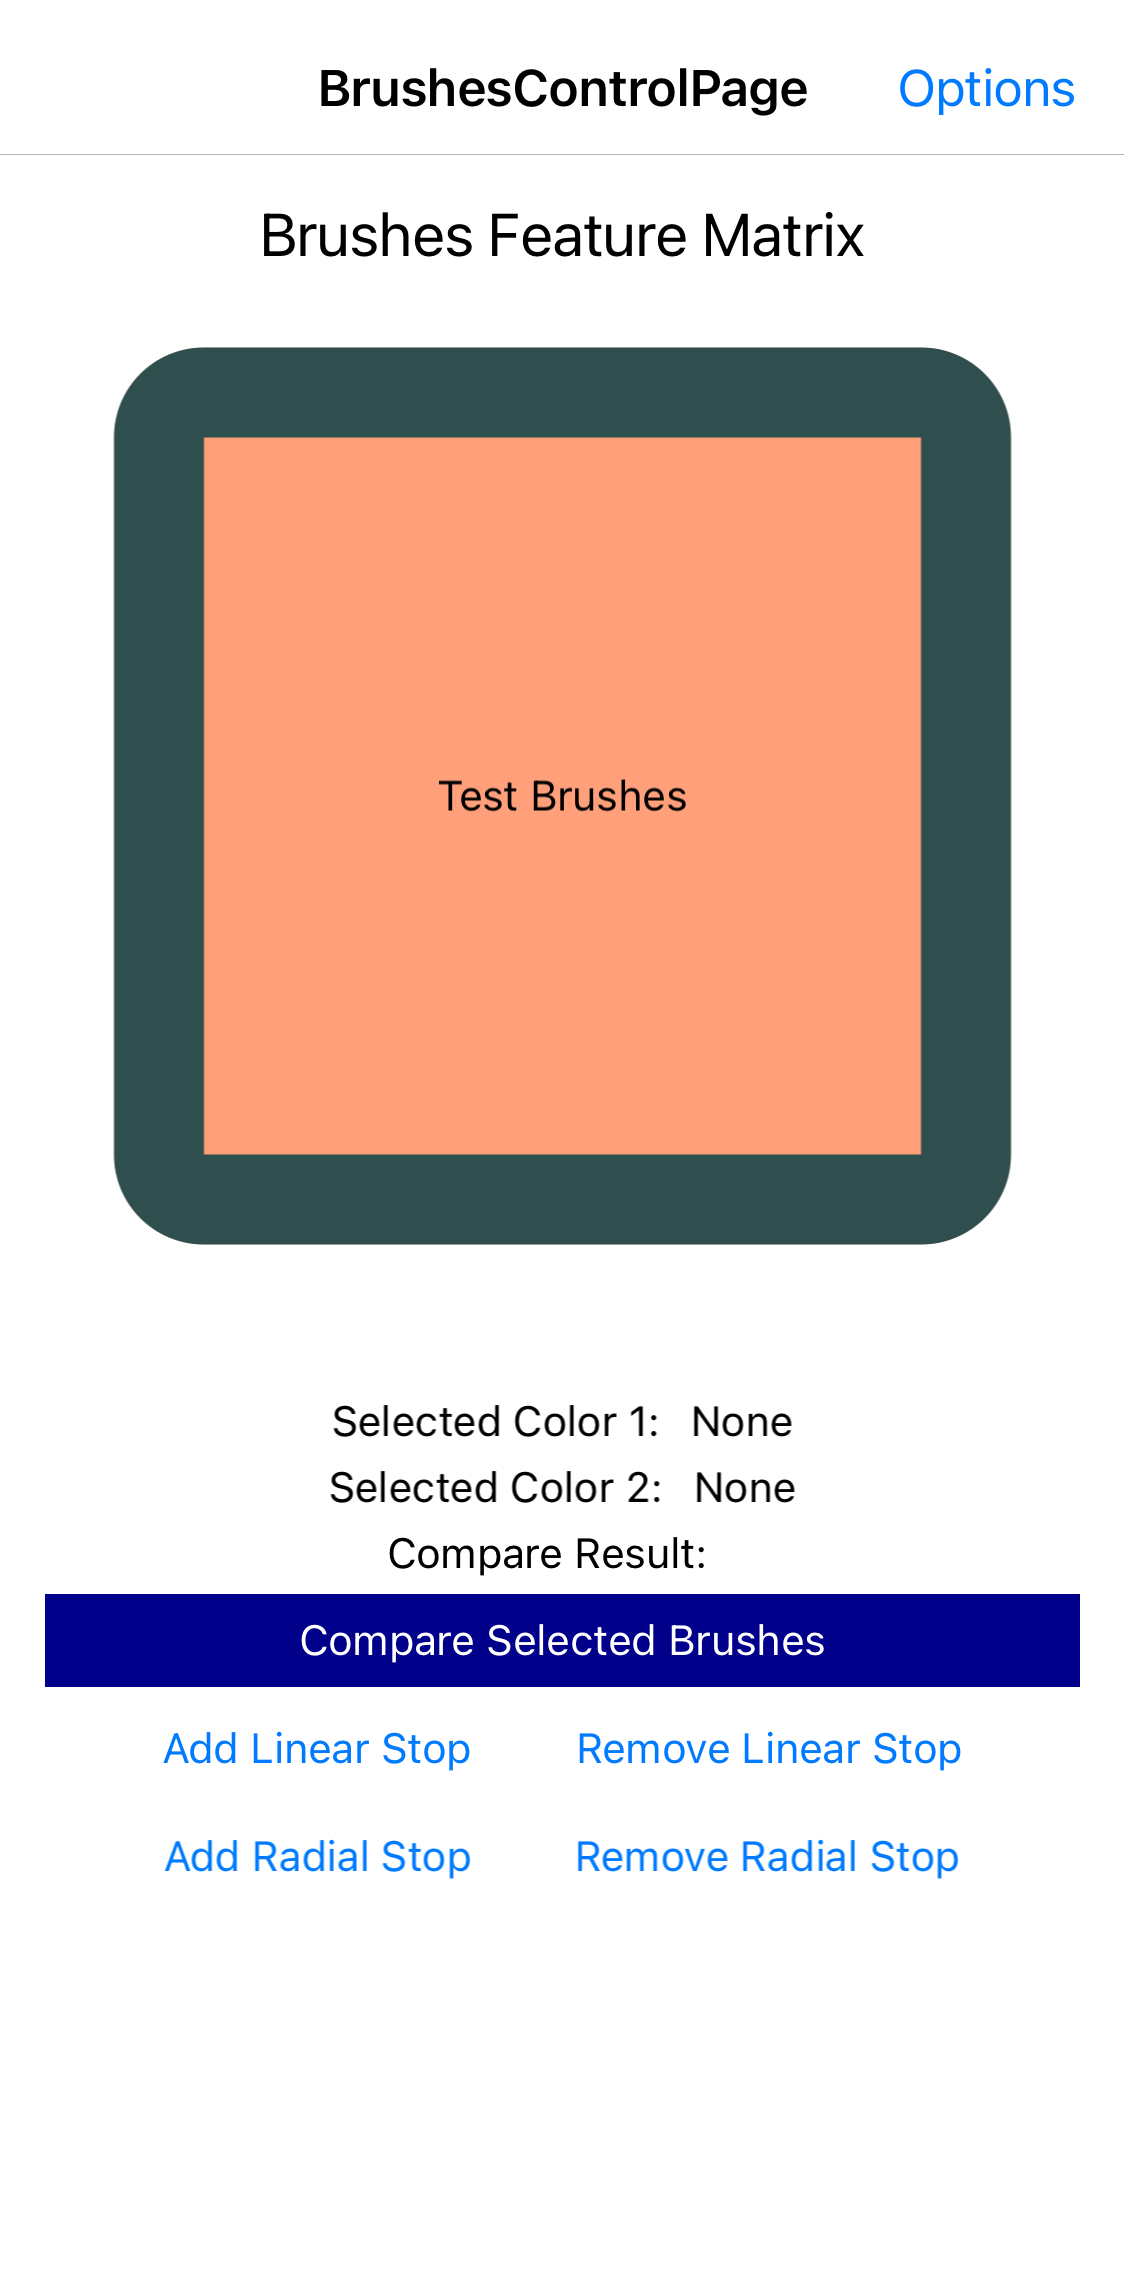 BrushesControlPage Options
Brushes Feature Matrix
Test Brushes
Selected Color 1: None
Selected Color 2: None
Compare Result:
Compare Selected Brushes
Add Linear Stop Remove Linear Stop
Add Radial Stop Remove Radial Stop